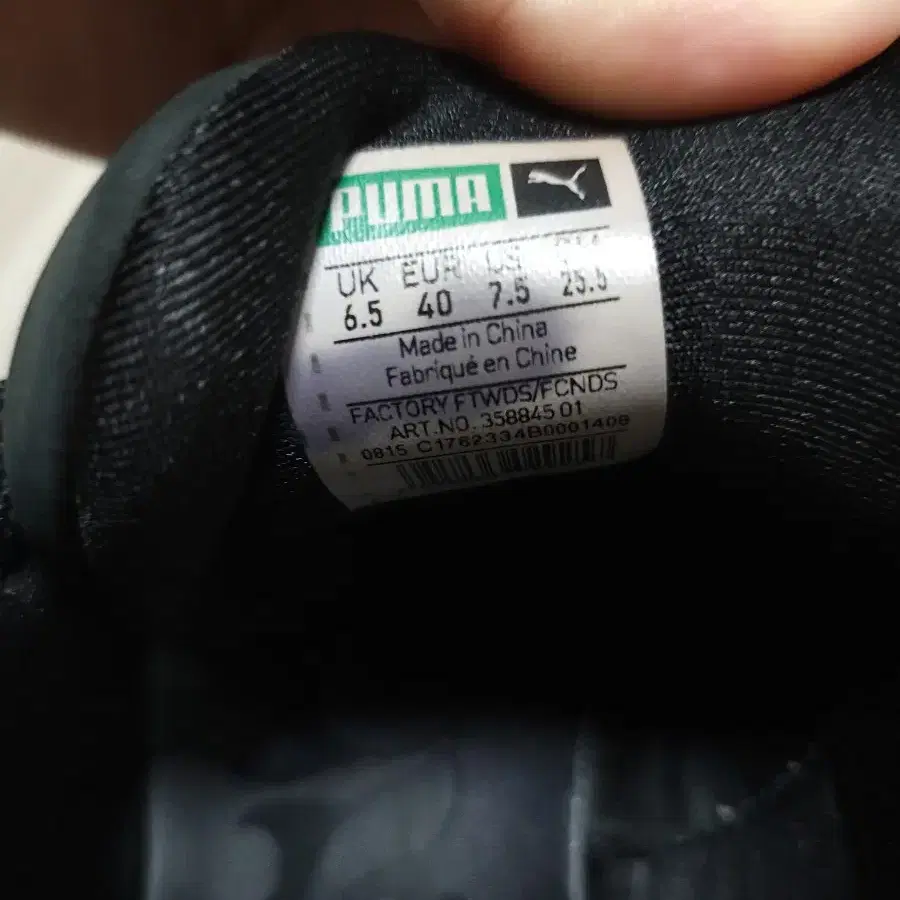 PUMA
UK EUR US
6.5 40 7.5 25.5
Made in China
Fabriqué en Chine
FACTORY FTWDS/FCNDS
ART.NO. 358845 01
0815 C1762334B0001408